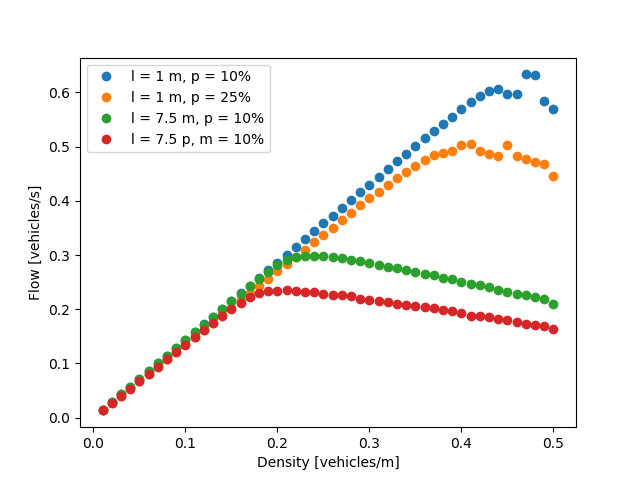 l = 1 m, p = 10%
l = 1 m, p = 25%
l = 7.5 m, p = 10%
l = 7.5 p, m = 10%
0.6
0.5
0.4
0.3
0.2
0.1
0.0
Flow [vehicles/s]
0.0 0.1 0.2 0.3 0.4 0.5
Density [vehicles/m]